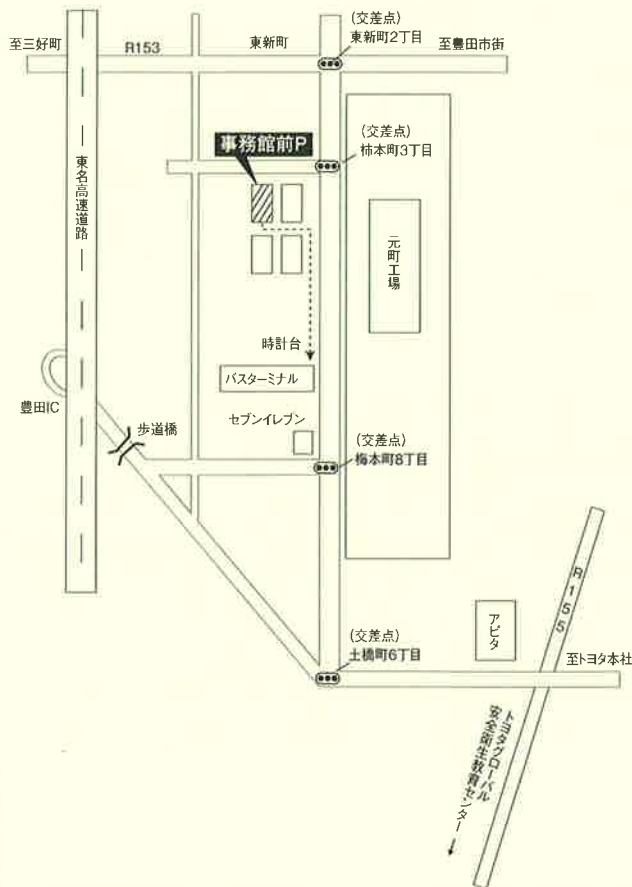 (交差点)
東新町2丁目
至三好町
R153
東新町
至豊田市街
(交差点)
柿本町3丁目
事務館前P
東名高速道路
元町工場
時計台
バスターミナル
豊田IC
歩道橋
セブンイレブン
(交差点)
梅本町8丁目
R155
アピタ
(交差点)
土橋町6丁目
至トヨタ本社
トヨタグローバル
安全衛生教育センター